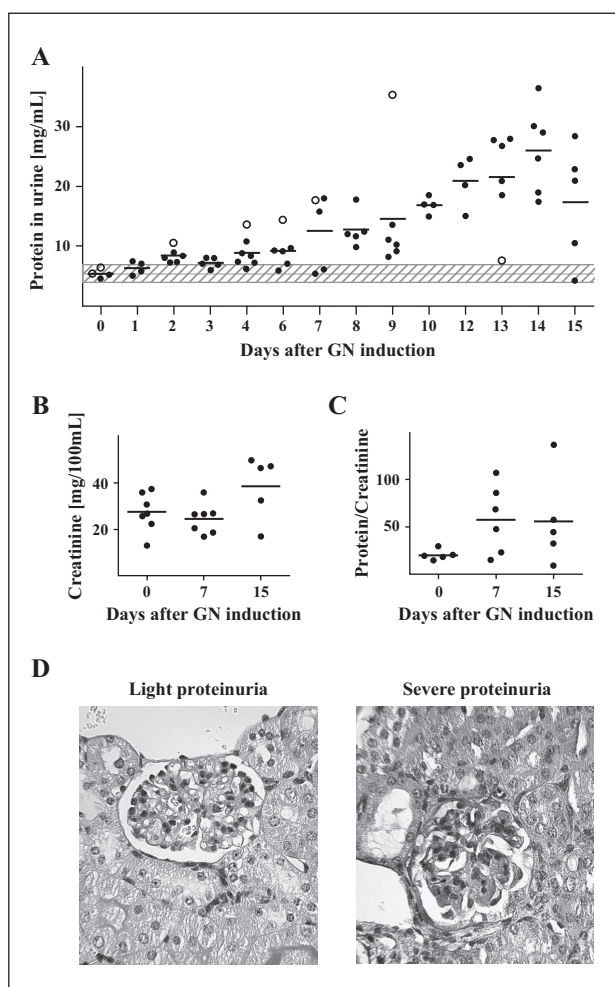 A
Protein in urine [mg/mL]
30
20
10
0 1 2 3 4 6 7 8 9 10 12 13 14 15
Days after GN induction
B
Creatinine [mg/100mL]
40
20
0 7 15
Days after GN induction
C
Protein/Creatinine
100
50
0 7 15
Days after GN induction
D
Light proteinuria
Severe proteinuria